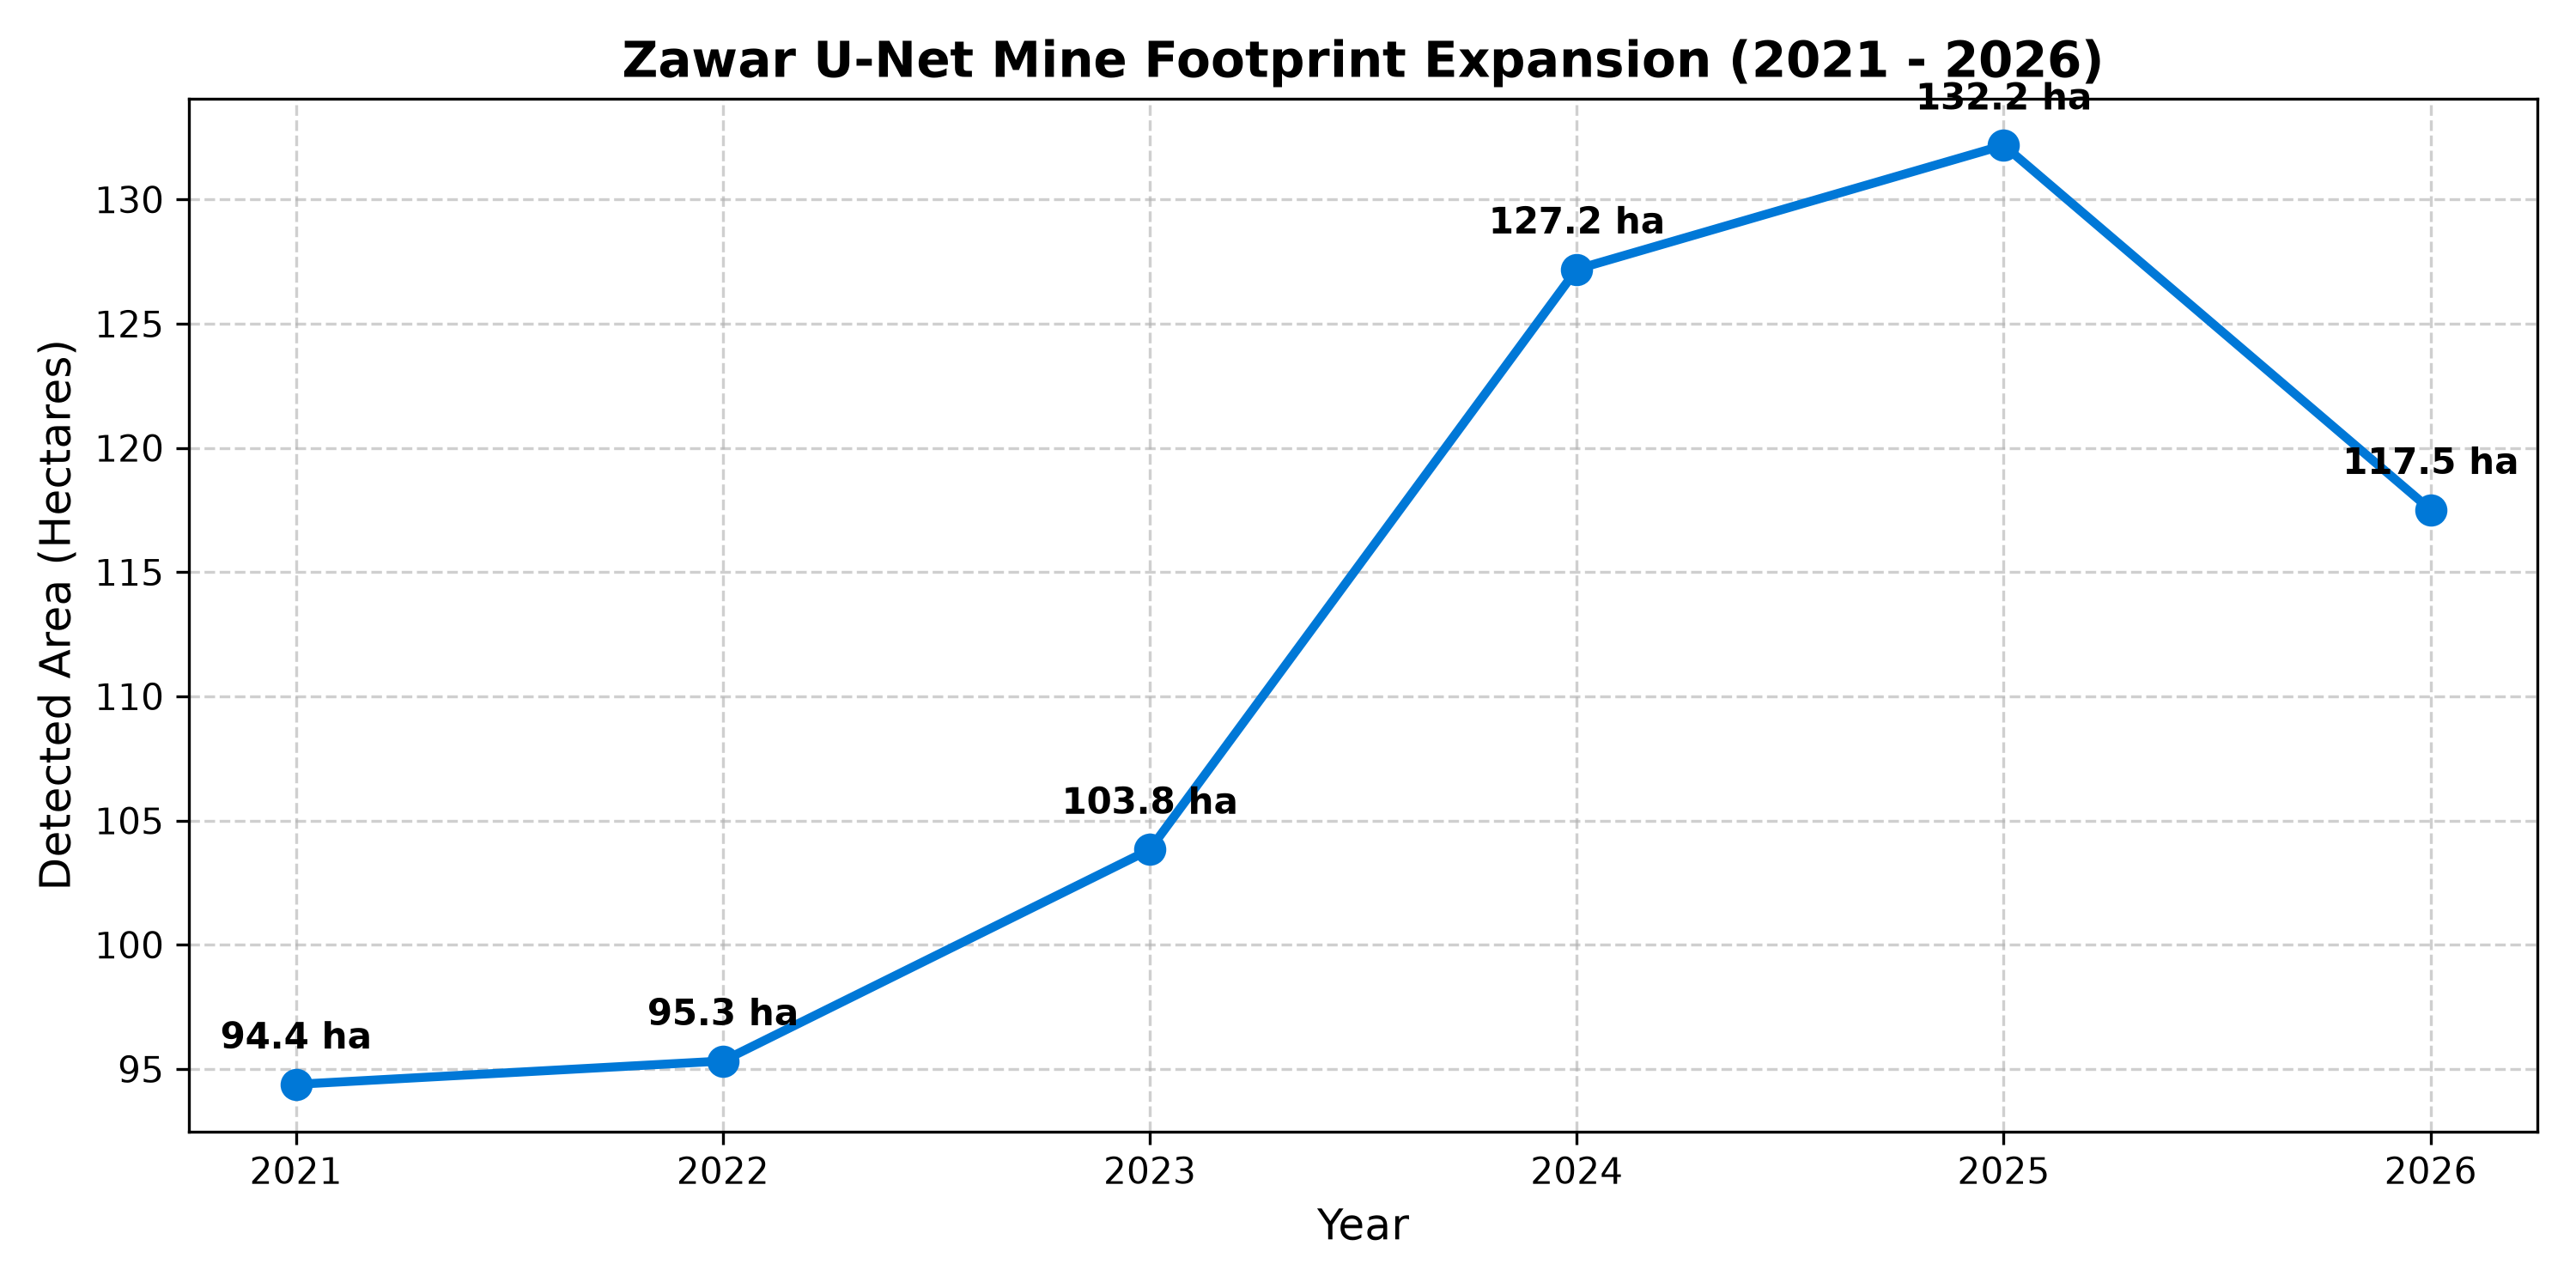 Zawar U-Net Mine Footprint Expansion (2021 - 2026)
132.2 ha
130
127.2 ha
125
120
117.5 ha
115
110
105
103.8 ha
100
95.3 ha
94.4 ha
95
Detected Area (Hectares)
2021 2022 2023 2024 2025 2026
Year